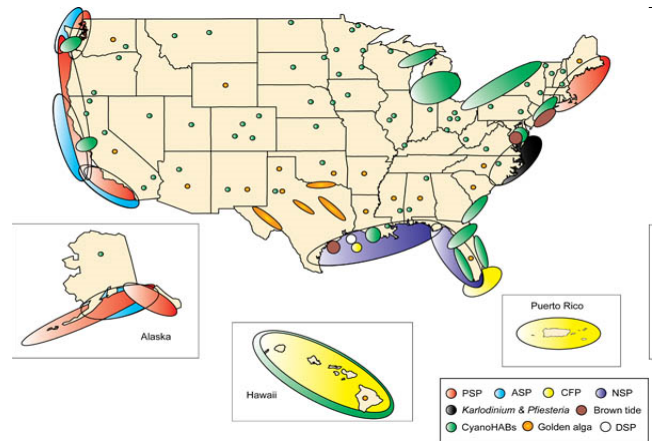 Alaska
Hawaii
Puerto Rico
PSP ASP CFP NSP
Karlodinium & Pfiesteria Brown tide
CyanoHABs Golden alga DSP